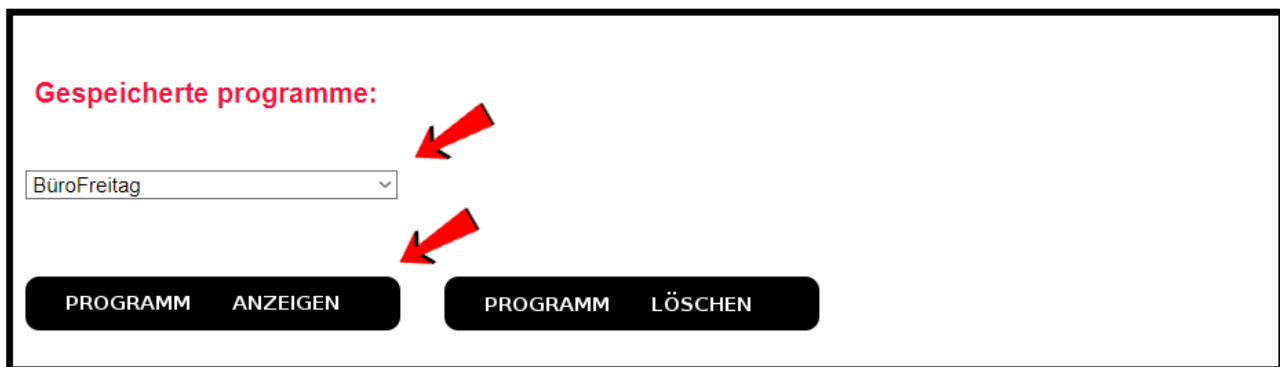 Gespeicherte programme:
BüroFreitag
PROGRAMM ANZEIGEN
PROGRAMM LÖSCHEN